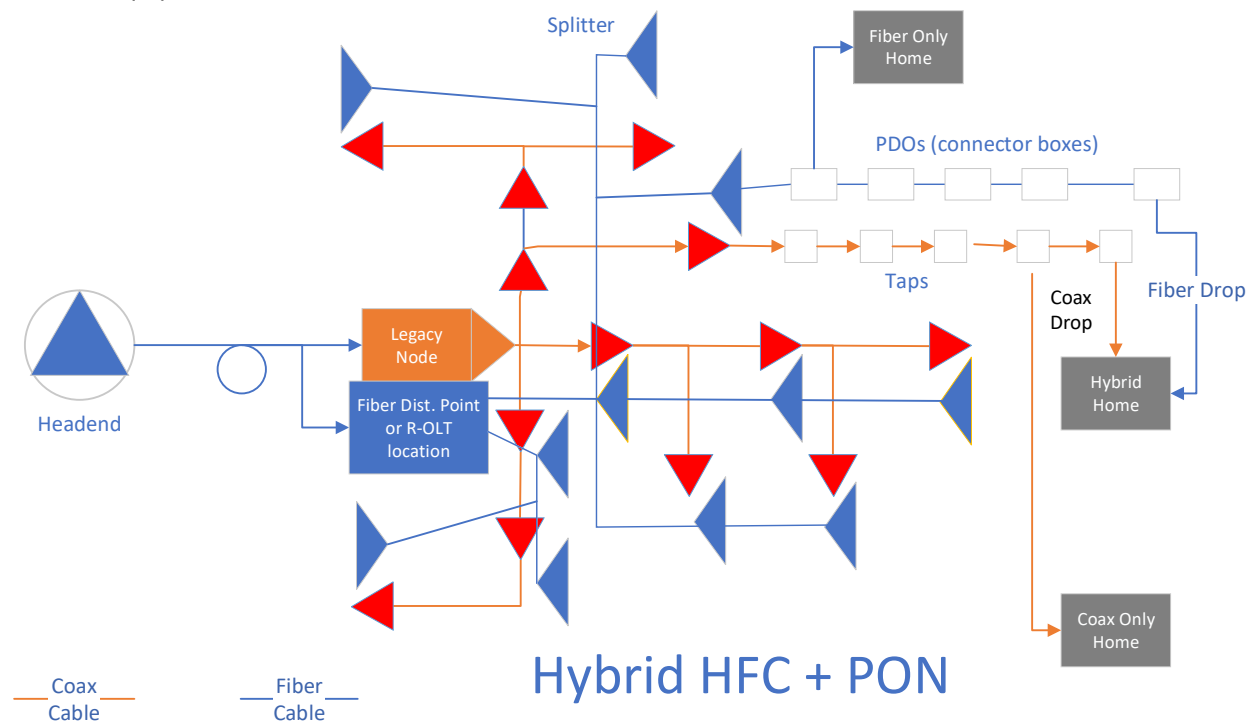 Splitter
Fiber Only
Home
PDOs (connector boxes)
Taps
Coax
Drop
Fiber Drop
Legacy
Node
Headend
Fiber Dist. Point
or R-OLT
location
Hybrid
Home
Coax Only
Home
Hybrid HFC + PON
Coax
Cable
Fiber
Cable